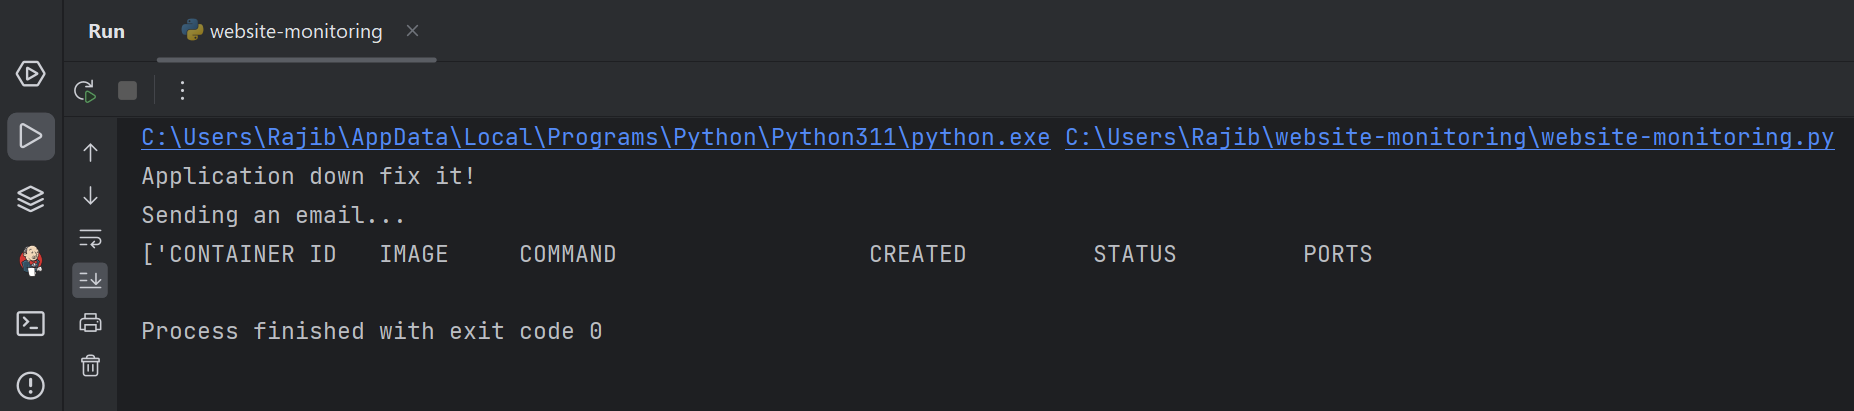 Run website-monitoring
C:\Users\Rajib\AppData\Local\Programs\Python\Python311\python.exe C:\Users\Rajib\website-monitoring\website-monitoring.py
Application down fix it!
Sending an email...
['CONTAINER ID   IMAGE     COMMAND                  CREATED         STATUS         PORTS
Process finished with exit code 0